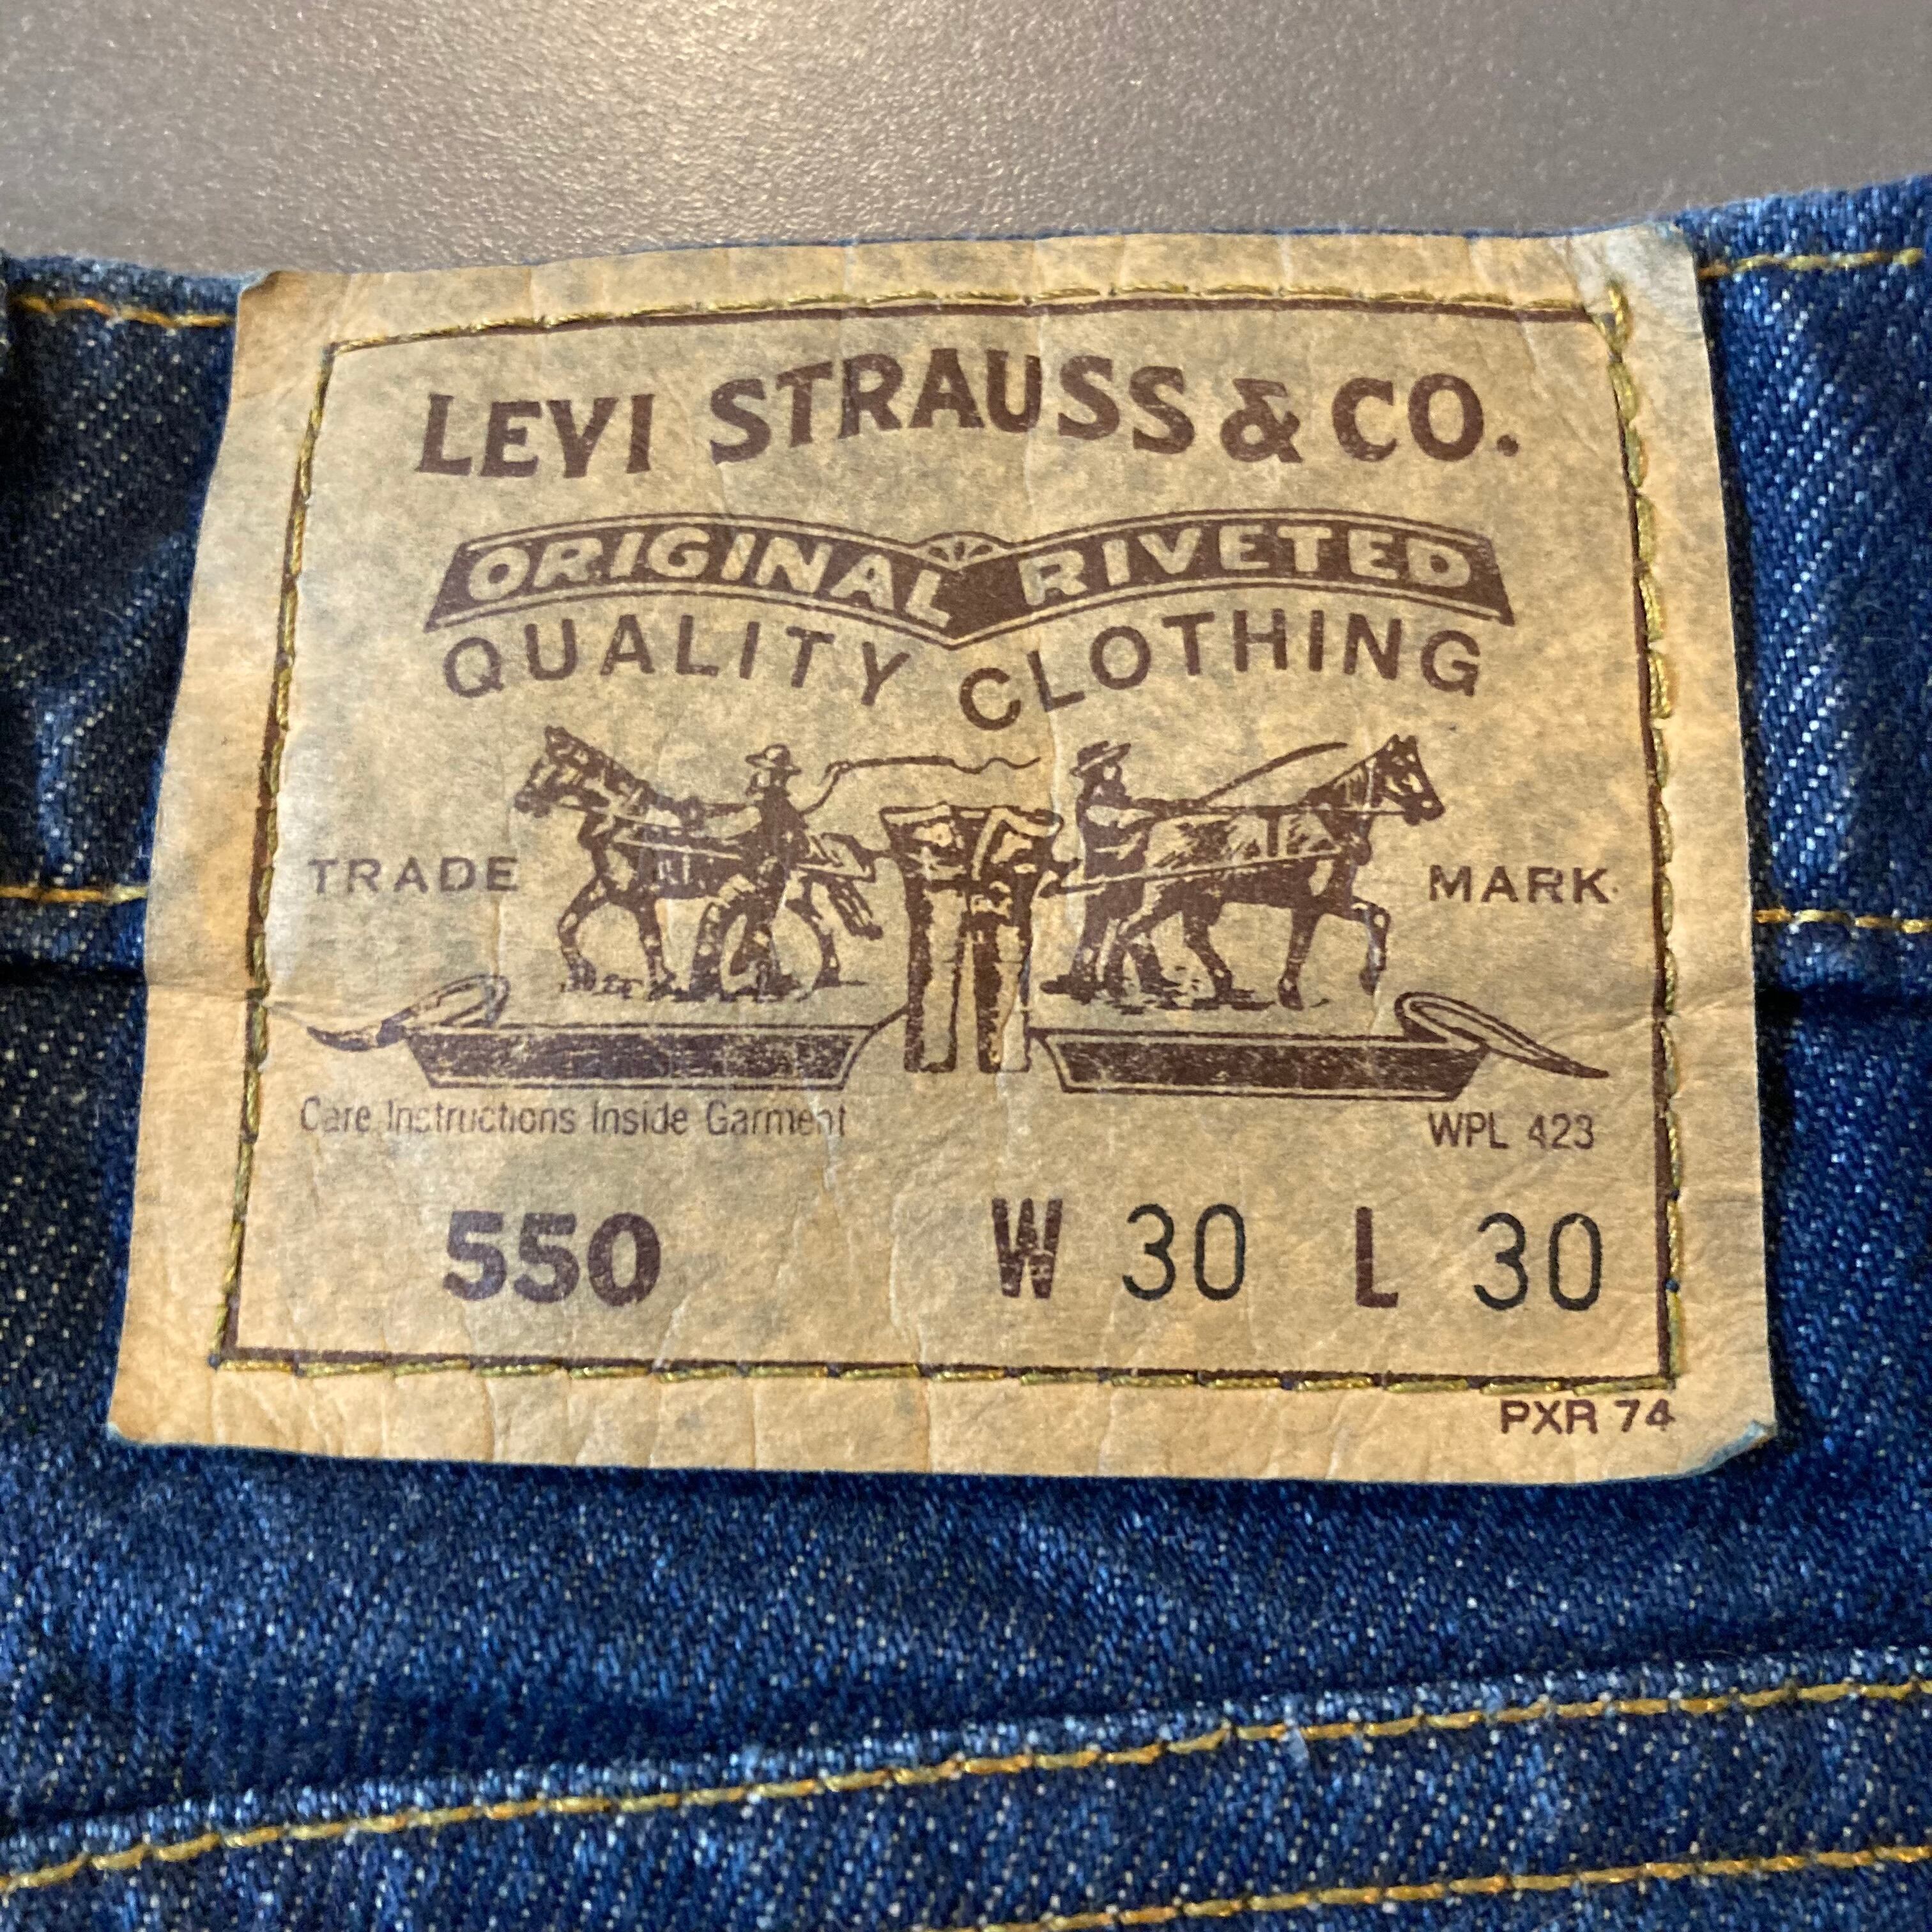 LEVI STRAUSS & CO.
ORIGINAL RIVETED
QUALITY CLOTHING
TRADE MARK
Care Instructions Inside Garment WPL 423
550 W 30 L 30
PXR 74